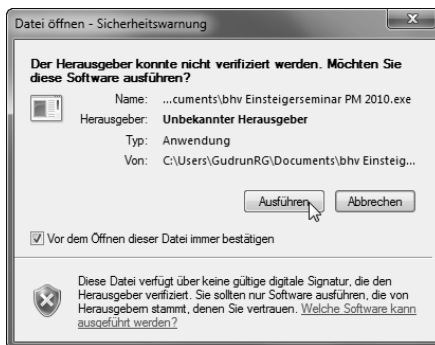 Datei öffnen - Sicherheitswarnung
Der Herausgeber konnte nicht verifiziert werden. Möchten Sie
diese Software ausführen?
Name: ...cuments\bhv Einsteigerseminar PM 2010.exe
Herausgeber: Unbekannter Herausgeber
Typ: Anwendung
Von: C:\Users\GudrunRG\Documents\bhv Einsteig...
Ausführen Abbrechen
Vor dem Öffnen dieser Datei immer bestätigen
Diese Datei verfügt über keine gültige digitale Signatur, die den
Herausgeber verifiziert. Sie sollten nur Software ausführen, die von
Herausgebern stammt, denen Sie vertrauen. Welche Software kann
ausgeführt werden?